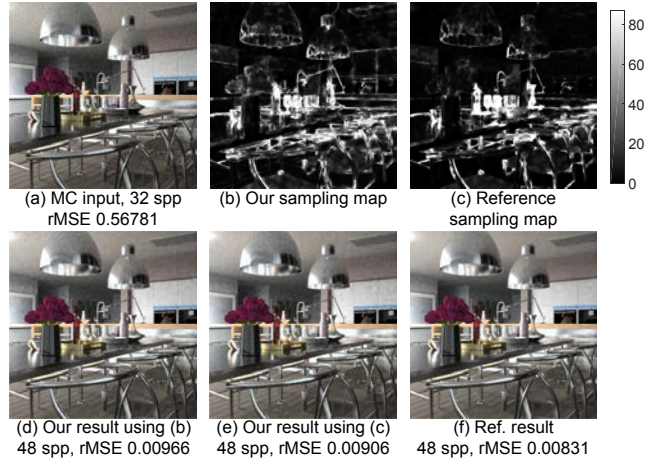 80
60
40
20
0
(a) MC input, 32 spp
rMSE 0.56781
(b) Our sampling map
(c) Reference
sampling map
(d) Our result using (b)
48 spp, rMSE 0.00966
(e) Our result using (c)
48 spp, rMSE 0.00906
(f) Ref. result
48 spp, rMSE 0.00831